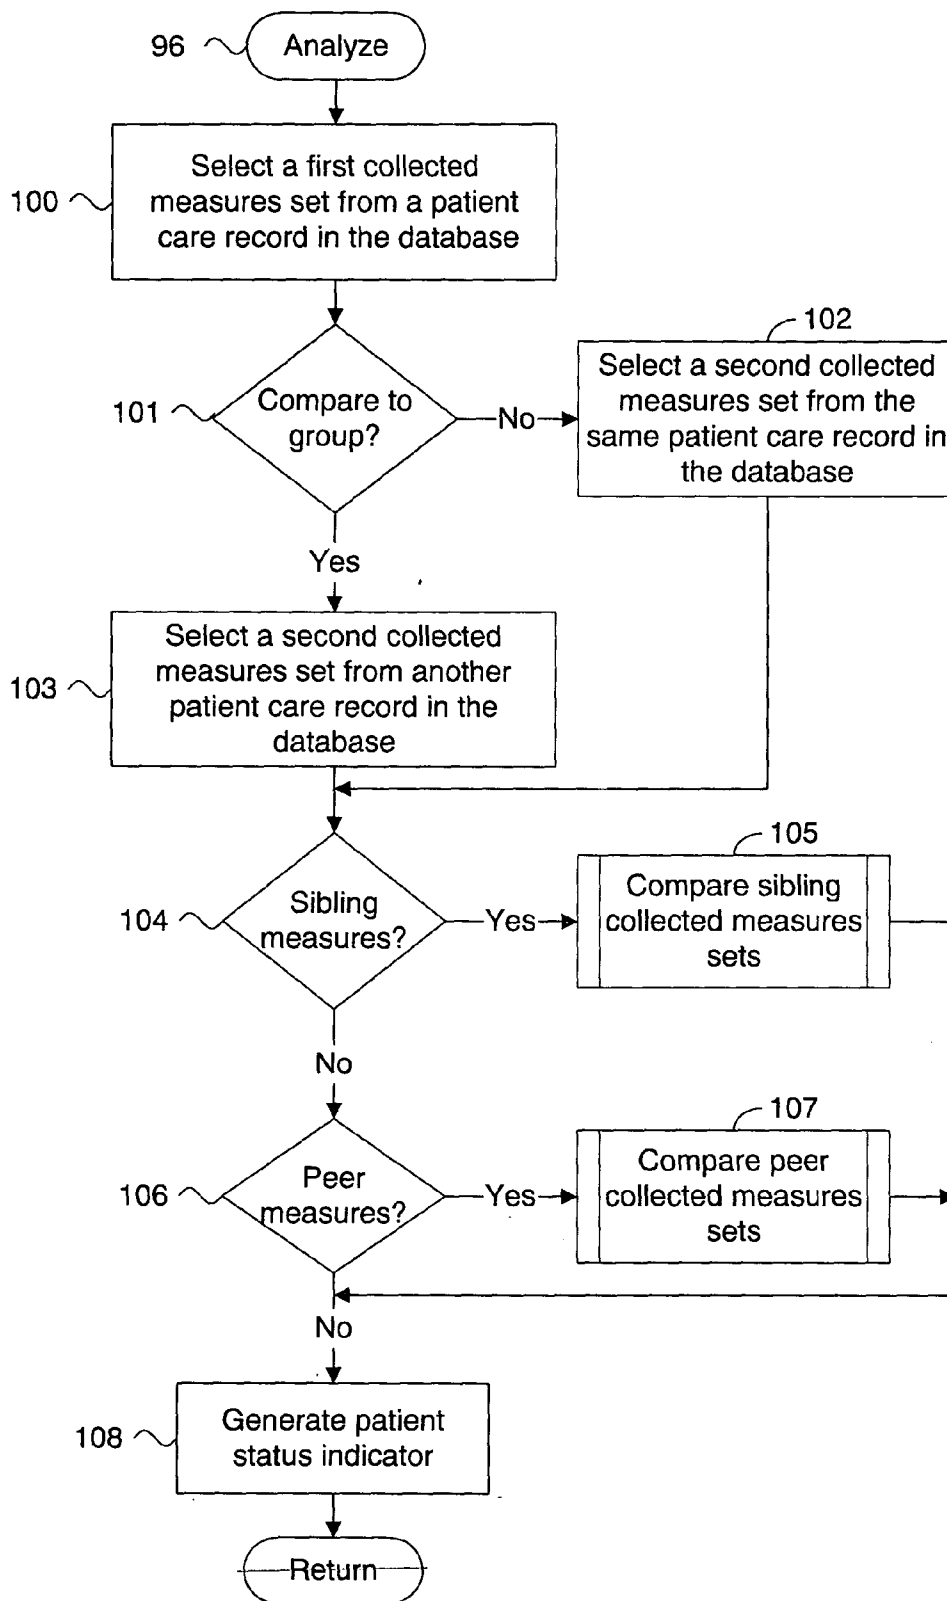 96
Analyze
100
Select a first collected
measures set from a patient
care record in the database
102
Select a second collected
measures set from the
same patient care record in
the database
101
Compare to
group?
No
Yes
103
Select a second collected
measures set from another
patient care record in the
database
105
104
Sibling
measures?
Yes
Compare sibling
collected measures
sets
No
107
106
Peer
measures?
Yes
Compare peer
collected measures
sets
No
108
Generate patient
status indicator
Return